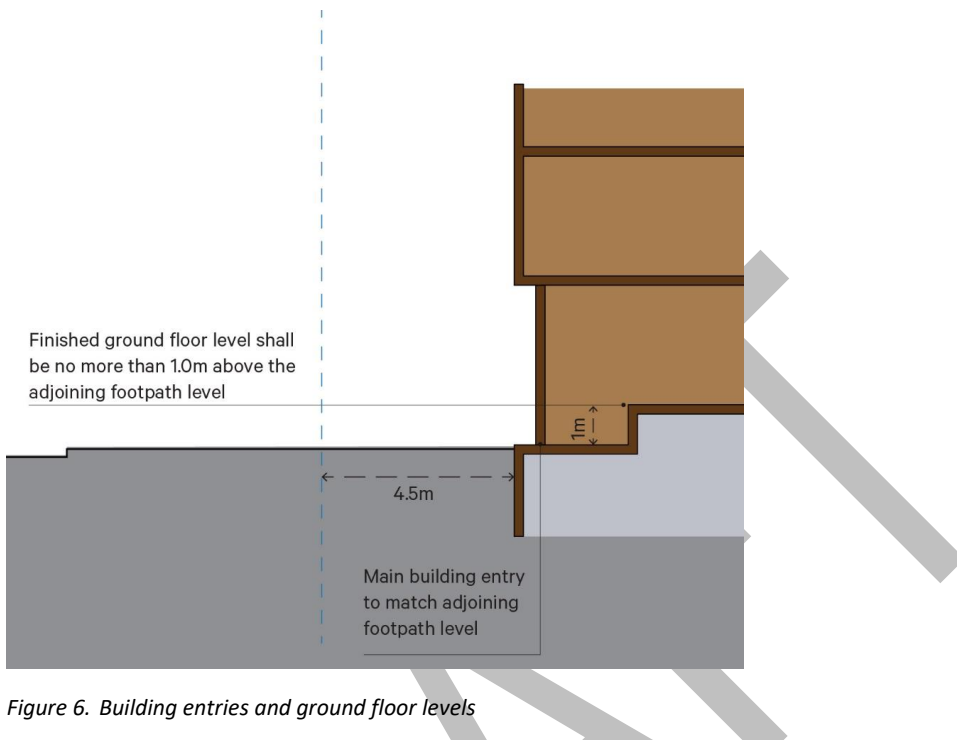 Finished ground floor level shall
be no more than 1.0m above the
adjoining footpath level
1m
4.5m
Main building entry
to match adjoining
footpath level
Figure 6. Building entries and ground floor levels